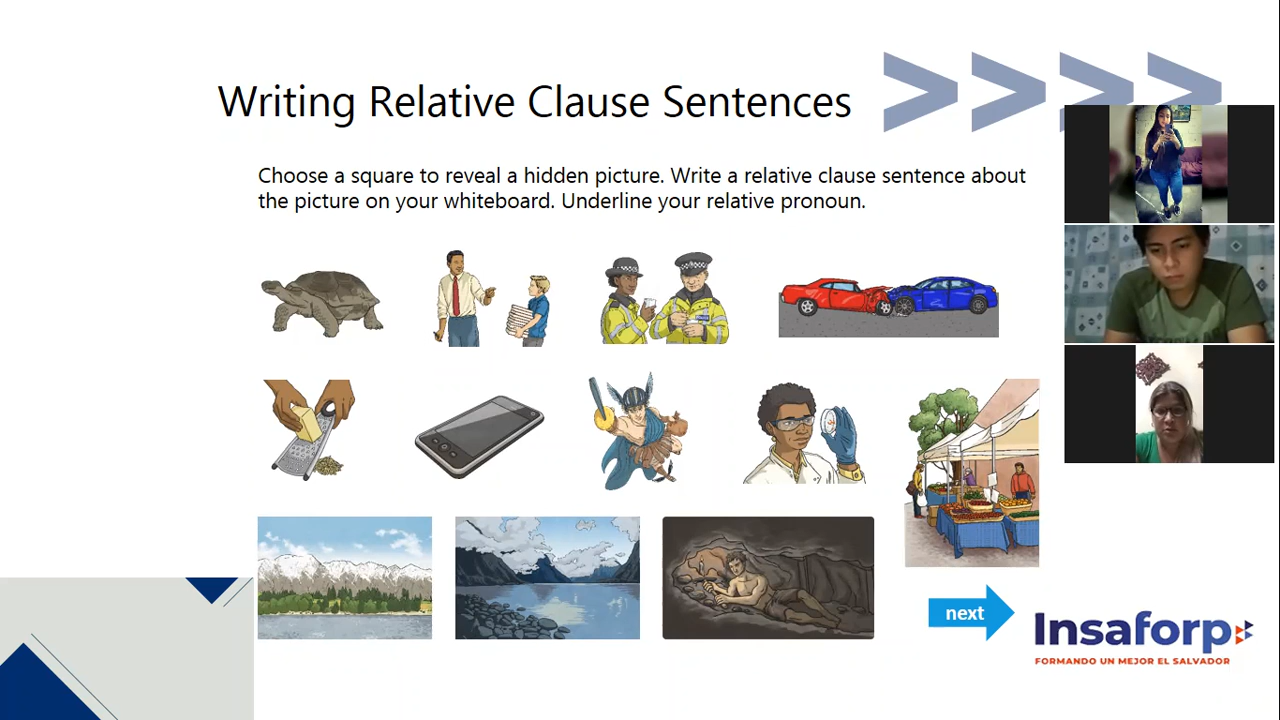 Writing Relative Clause Sentences
Choose a square to reveal a hidden picture. Write a relative clause sentence about
the picture on your whiteboard. Underline your relative pronoun.
next
Insaforp
FORMANDO UN MEJOR EL SALVADOR